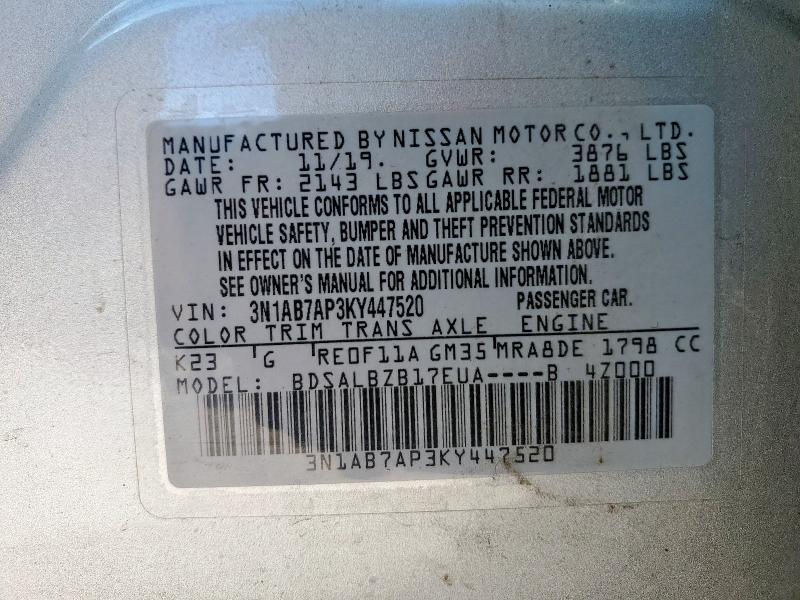 MANUFACTURED BY NISSAN MOTOR CO., LTD.
DATE: 11/19. GVWR: 3876 LBS
GAWR FR: 2143 LBS GAWR RR: 1881 LBS
THIS VEHICLE CONFORMS TO ALL APPLICABLE FEDERAL MOTOR
VEHICLE SAFETY, BUMPER AND THEFT PREVENTION STANDARDS
IN EFFECT ON THE DATE OF MANUFACTURE SHOWN ABOVE.
SEE OWNER'S MANUAL FOR ADDITIONAL INFORMATION.
VIN: 3N1AB7AP3KY447520 PASSENGER CAR.
COLOR TRIM TRANS AXLE ENGINE
K23 G RE0F11A GM35 MRA8DE 1798 CC
MODEL: BDSALBZB17EUA----B 4Z000
3N1AB7AP3KY447520